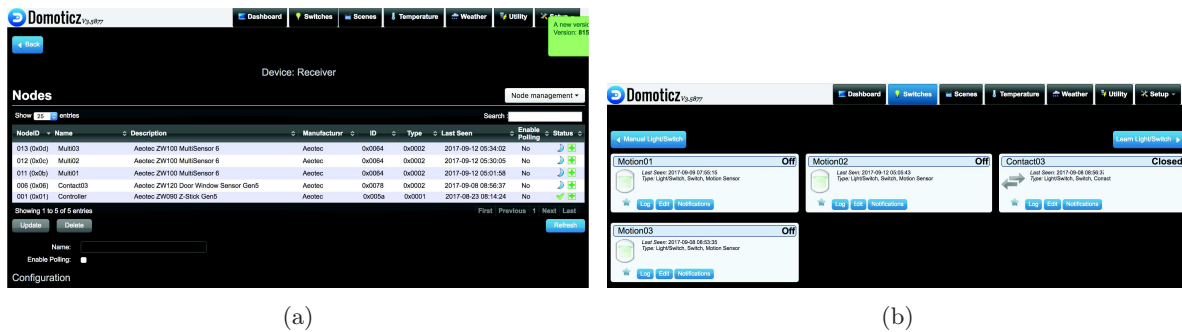 Domoticz V3.5877
Dashboard Switches Scenes Temperature Weather Utility Setup
A new versio
Version: 815
Back
Device: Receiver
Nodes
Node management
Show 25 entries
Search:
NodeID Name Description Manufacturer ID Type Last Seen Enable Polling Status
013 (0x0d) Multi03 Aeotec ZW100 MultiSensor 6 Aeotec 0x0064 0x0002 2017-09-12 05:34:02 No
012 (0x0c) Multi02 Aeotec ZW100 MultiSensor 6 Aeotec 0x0064 0x0002 2017-09-12 05:30:05 No
011 (0x0b) Multi01 Aeotec ZW100 MultiSensor 6 Aeotec 0x0064 0x0002 2017-09-12 05:01:58 No
006 (0x06) Contact03 Aeotec ZW120 Door Window Sensor Gen5 Aeotec 0x0078 0x0002 2017-09-08 08:56:37 No
001 (0x01) Controller Aeotec ZW090 Z-Stick Gen5 Aeotec 0x005a 0x0001 2017-08-23 08:14:24 No
Showing 1 to 5 of 5 entries
First Previous 1 Next Last
Update Delete Refresh
Name:
Enable Polling:
Configuration
(a)
Domoticz V3.5877
Dashboard Switches Scenes Temperature Weather Utility Setup
Manual Light/Switch
Learn Light/Switch
Motion01 Off
Last Seen: 2017-09-09 07:55:15
Type: Light/Switch, Switch, Motion Sensor
Log Edit Notifications
Motion02 Off
Last Seen: 2017-09-12 05:05:43
Type: Light/Switch, Switch, Motion Sensor
Log Edit Notifications
Contact03 Closed
Last Seen: 2017-09-08 08:56:3
Type: Light/Switch, Switch, Contact
Log Edit Notifications
Motion03 Off
Last Seen: 2017-09-08 08:53:35
Type: Light/Switch, Switch, Motion Sensor
Log Edit Notifications
(b)